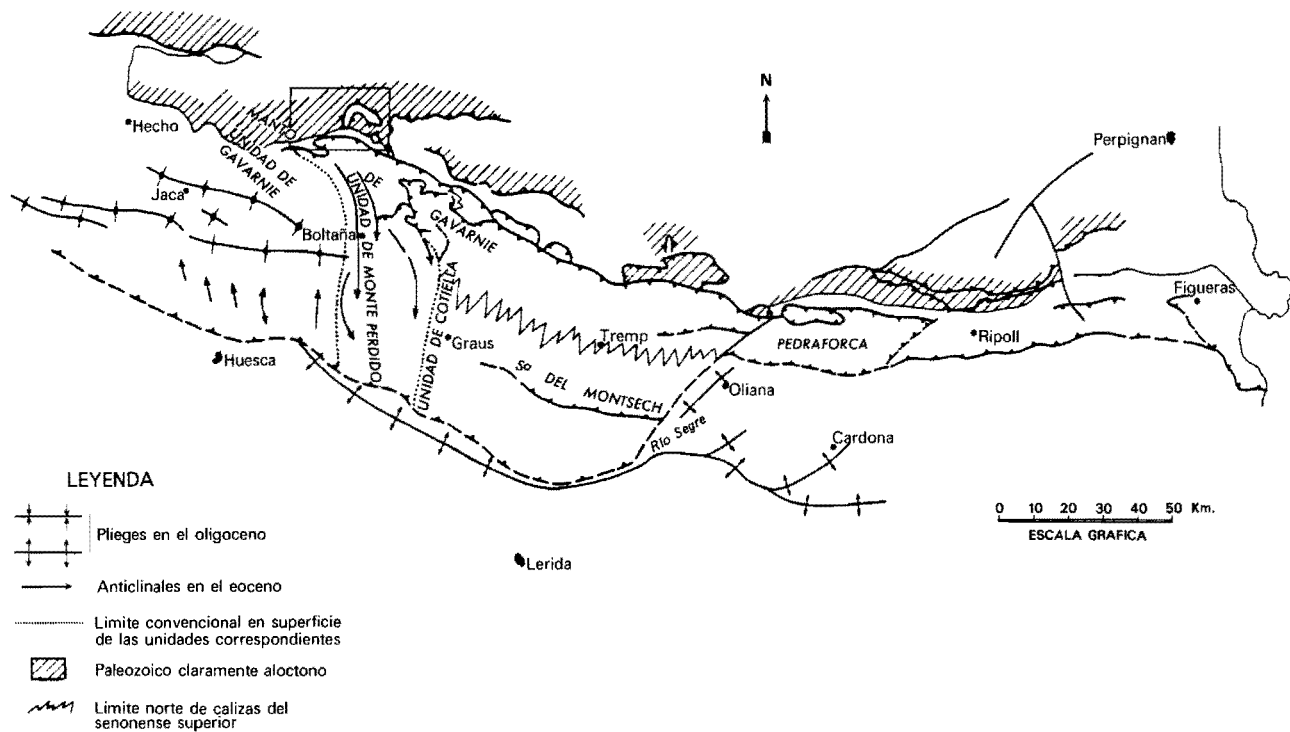 N
Perpignan
Hecho
MANTO
DE
GAVARNIE
UNIDAD DE
GAVARNIE
Jaca
Boltaña
UNIDAD DE MONTE PERDIDO
UNIDAD DE COTIELLA
Figueras
Huesca
Graus
Tremp
PEDRAFORCA
Ripoll
Sª DEL MONTSECH
Oliana
Río Segre
Cardona
Lerida
0 10 20 30 40 50 Km.
ESCALA GRAFICA
LEYENDA
Plieges en el oligoceno
Anticlinales en el eoceno
Limite convencional en superficie
de las unidades correspondientes
Paleozoico claramente aloctono
Limite norte de calizas del
senonense superior